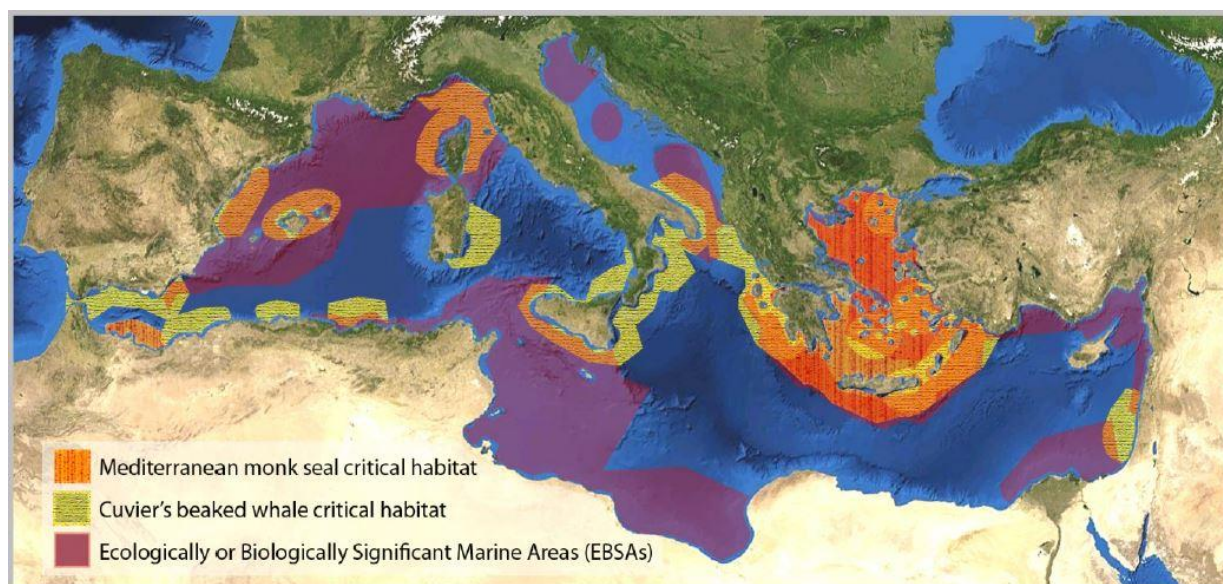 Mediterranean monk seal critical habitat
Cuvier's beaked whale critical habitat
Ecologically or Biologically Significant Marine Areas (EBSAs)